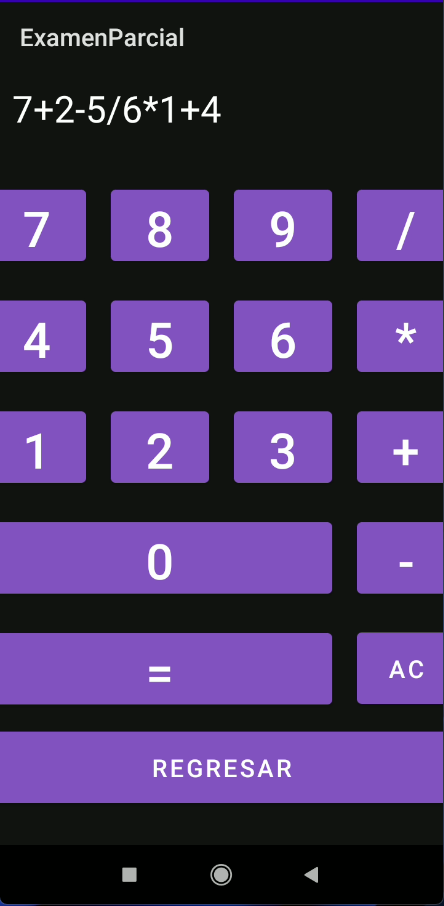 ExamenParcial
7+2-5/6*1+4
7 8 9 /
4 5 6 *
1 2 3 +
0 -
= AC
REGRESAR